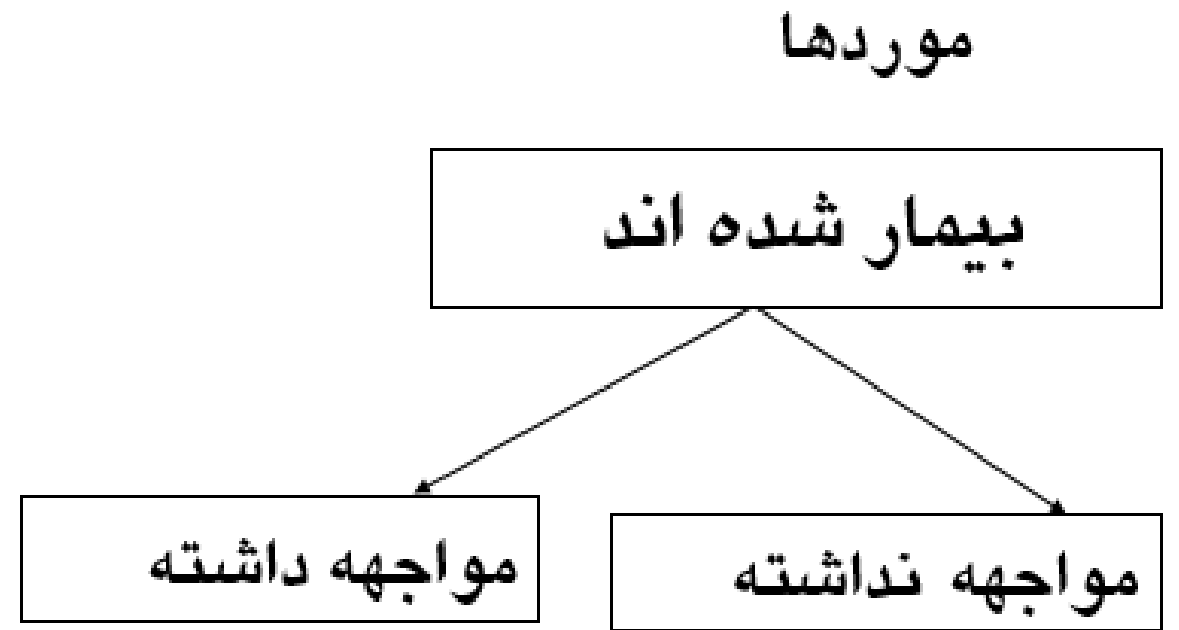 موردها
بیمار شده اند
مواجهه نداشته
مواجهه داشته